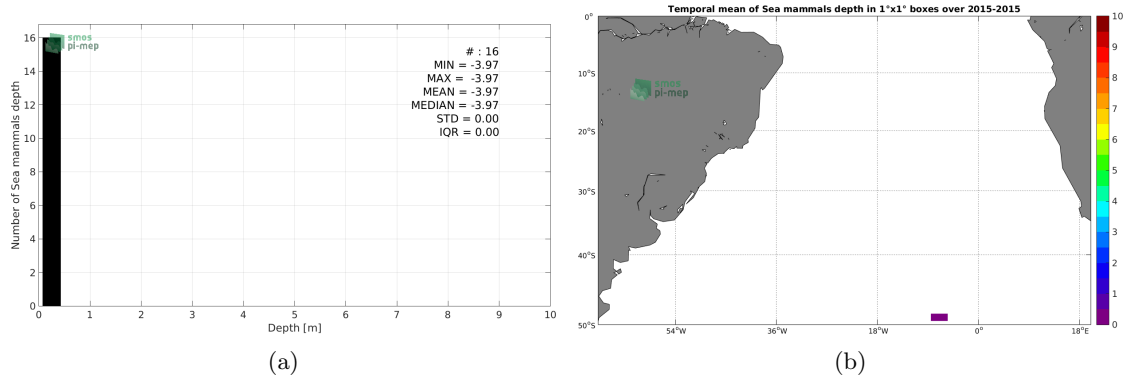 smos
pi-mep
# : 16
MIN = -3.97
MAX = -3.97
MEAN = -3.97
MEDIAN = -3.97
STD = 0.00
IQR = 0.00
Number of Sea mammals depth
16
14
12
10
8
6
4
2
0
0 1 2 3 4 5 6 7 8 9 10
Depth [m]
(a)
Temporal mean of Sea mammals depth in 1°x1° boxes over 2015-2015
smos
pi-mep
0°
10°S
20°S
30°S
40°S
50°S
54°W 36°W 18°W 0° 18°E
10
9
8
7
6
5
4
3
2
1
0
(b)